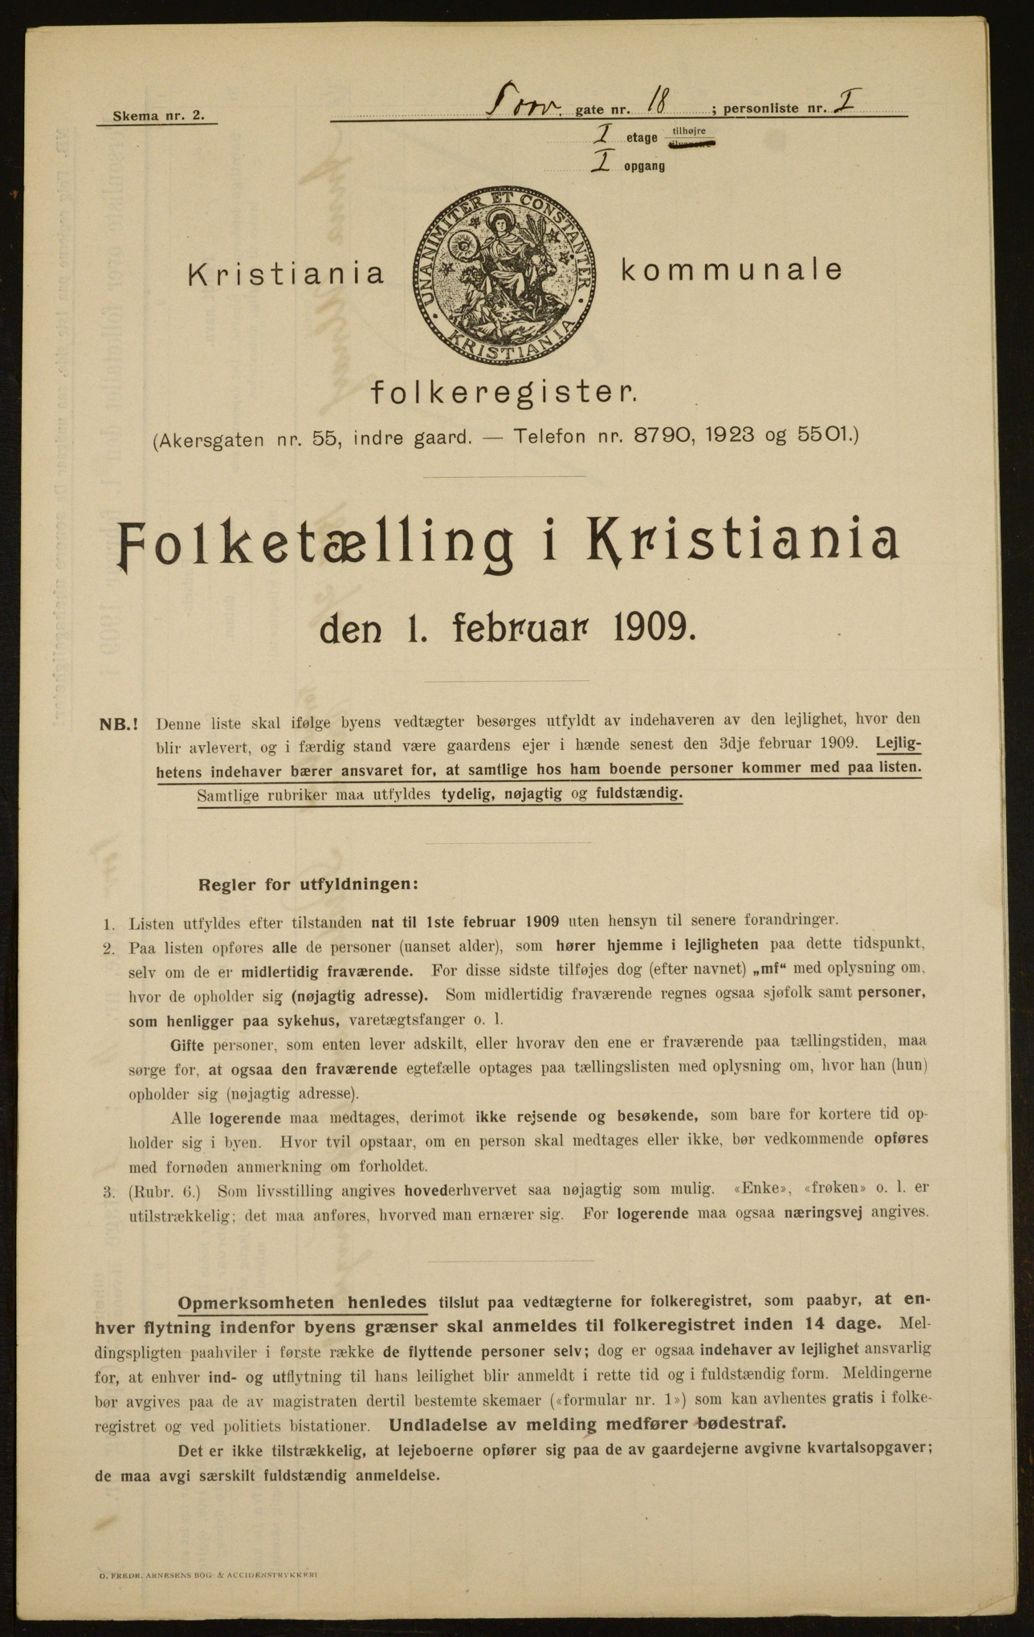 Skema nr. 2.
Torv. gate nr. 18 ; personliste nr. I
I etage tilhøjre
I opgang
UNANIMITER ET CONSTANTER
KRISTIANIA
Kristiania kommunale
folkeregister.
(Akersgaten nr. 55, indre gaard. — Telefon nr. 8790, 1923 og 5501.)
Folketælling i Kristiania
den 1. februar 1909.
NB.! Denne liste skal ifølge byens vedtægter besørges utfyldt av indehaveren av den lejlighet, hvor den
blir avlevert, og i færdig stand være gaardens ejer i hænde senest den 3dje februar 1909. Lejlig-
hetens indehaver bærer ansvaret for, at samtlige hos ham boende personer kommer med paa listen.
Samtlige rubriker maa utfyldes tydelig, nøjagtig og fuldstændig.
Regler for utfyldningen:
1. Listen utfyldes efter tilstanden nat til 1ste februar 1909 uten hensyn til senere forandringer.
2. Paa listen opføres alle de personer (uanset alder), som hører hjemme i lejligheten paa dette tidspunkt,
selv om de er midlertidig fraværende. For disse sidste tilføjes dog (efter navnet) „mf“ med oplysning om,
hvor de opholder sig (nøjagtig adresse). Som midlertidig fraværende regnes ogsaa sjøfolk samt personer,
som henligger paa sykehus, varetægtsfanger o. l.
Gifte personer, som enten lever adskilt, eller hvorav den ene er fraværende paa tællingstiden, maa
sørge for, at ogsaa den fraværende egtefælle optages paa tællingslisten med oplysning om, hvor han (hun)
opholder sig (nøjagtig adresse).
Alle logerende maa medtages, derimot ikke rejsende og besøkende, som bare for kortere tid op-
holder sig i byen. Hvor tvil opstaar, om en person skal medtages eller ikke, bør vedkommende opføres
med fornøden anmerkning om forholdet.
3. (Rubr. 6.) Som livsstilling angives hovederhvervet saa nøjagtig som mulig. «Enke», «frøken» o. l. er
utilstrækkelig; det maa anføres, hvorved man ernærer sig. For logerende maa ogsaa næringsvej angives.
Opmerksomheten henledes tilslut paa vedtægterne for folkeregistret, som paabyr, at en-
hver flytning indenfor byens grænser skal anmeldes til folkeregistret inden 14 dage. Mel-
dingspligten paahviler i første række de flyttende personer selv; dog er ogsaa indehaver av lejlighet ansvarlig
for, at enhver ind- og utflytning til hans leilighet blir anmeldt i rette tid og i fuldstændig form. Meldingerne
bør avgives paa de av magistraten dertil bestemte skemaer («formular nr. 1») som kan avhentes gratis i folke-
registret og ved politiets bistationer. Undladelse av melding medfører bødestraf.
Det er ikke tilstrækkelig, at lejeboerne opfører sig paa de av gaardejerne avgivne kvartalsopgaver;
de maa avgi særskilt fuldstændig anmeldelse.
O. FREDR. ARNESENS BOG- & ACCIDENSTRYKKERI